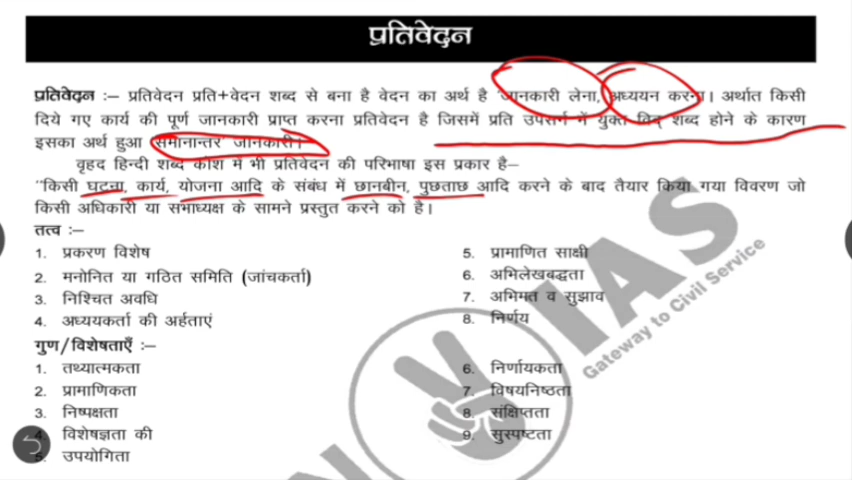 प्रतिवेदन
प्रतिवेदन :– प्रतिवेदन प्रति+वेदन शब्द से बना है वेदन का अर्थ है जानकारी लेना, अध्ययन करना। अर्थात किसी
दिये गए कार्य की पूर्ण जानकारी प्राप्त करना प्रतिवेदन है जिसमें प्रति उपसर्ग में युक्त विद् शब्द होने के कारण
इसका अर्थ हुआ समानान्तर जानकारी।
वृहद हिन्दी शब्द कोश में भी प्रतिवेदन की परिभाषा इस प्रकार है–
"किसी घटना, कार्य, योजना आदि के संबंध में छानबीन, पुछताछ आदि करने के बाद तैयार किया गया विवरण जो
किसी अधिकारी या सभाध्यक्ष के सामने प्रस्तुत करने को है।
तत्व :–
1. प्रकरण विशेष
2. मनोनित या गठित समिति (जांचकर्ता)
3. निश्चित अवधि
4. अध्ययकर्ता की अर्हताएं
5. प्रामाणित साक्षी
6. अभिलेखबद्धता
7. अभिमत व सुझाव
8. निर्णय
गुण/विशेषताएँ :–
1. तथ्यात्मकता
2. प्रामाणिकता
3. निष्पक्षता
4. विशेषज्ञता की
5. उपयोगिता
6. निर्णायकता
7. विषयनिष्ठता
8. संक्षिप्तता
9. सुस्पष्टता
IAS
Gateway to Civil Service